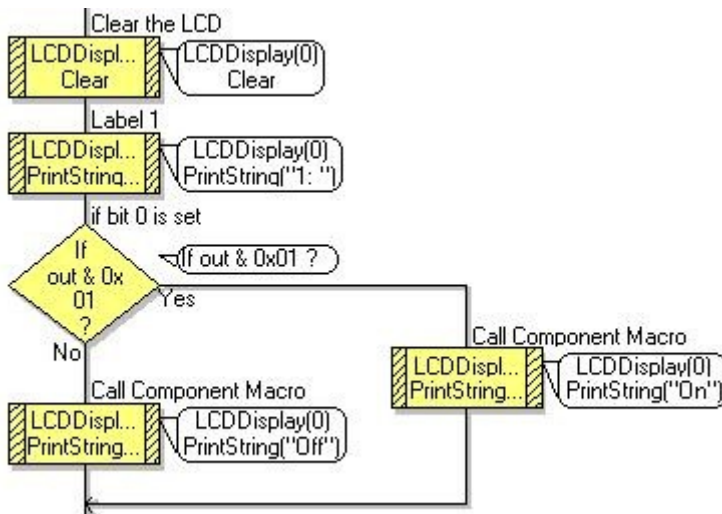 Clear the LCD
LCDDispl...
Clear
LCDDisplay(0)
Clear
Label 1
LCDDispl...
PrintString...
LCDDisplay(0)
PrintString("1: ")
if bit 0 is set
If
out & 0x
01
?
If out & 0x01 ?
Yes
No
Call Component Macro
LCDDispl...
PrintString...
LCDDisplay(0)
PrintString("On")
Call Component Macro
LCDDispl...
PrintString...
LCDDisplay(0)
PrintString("Off")